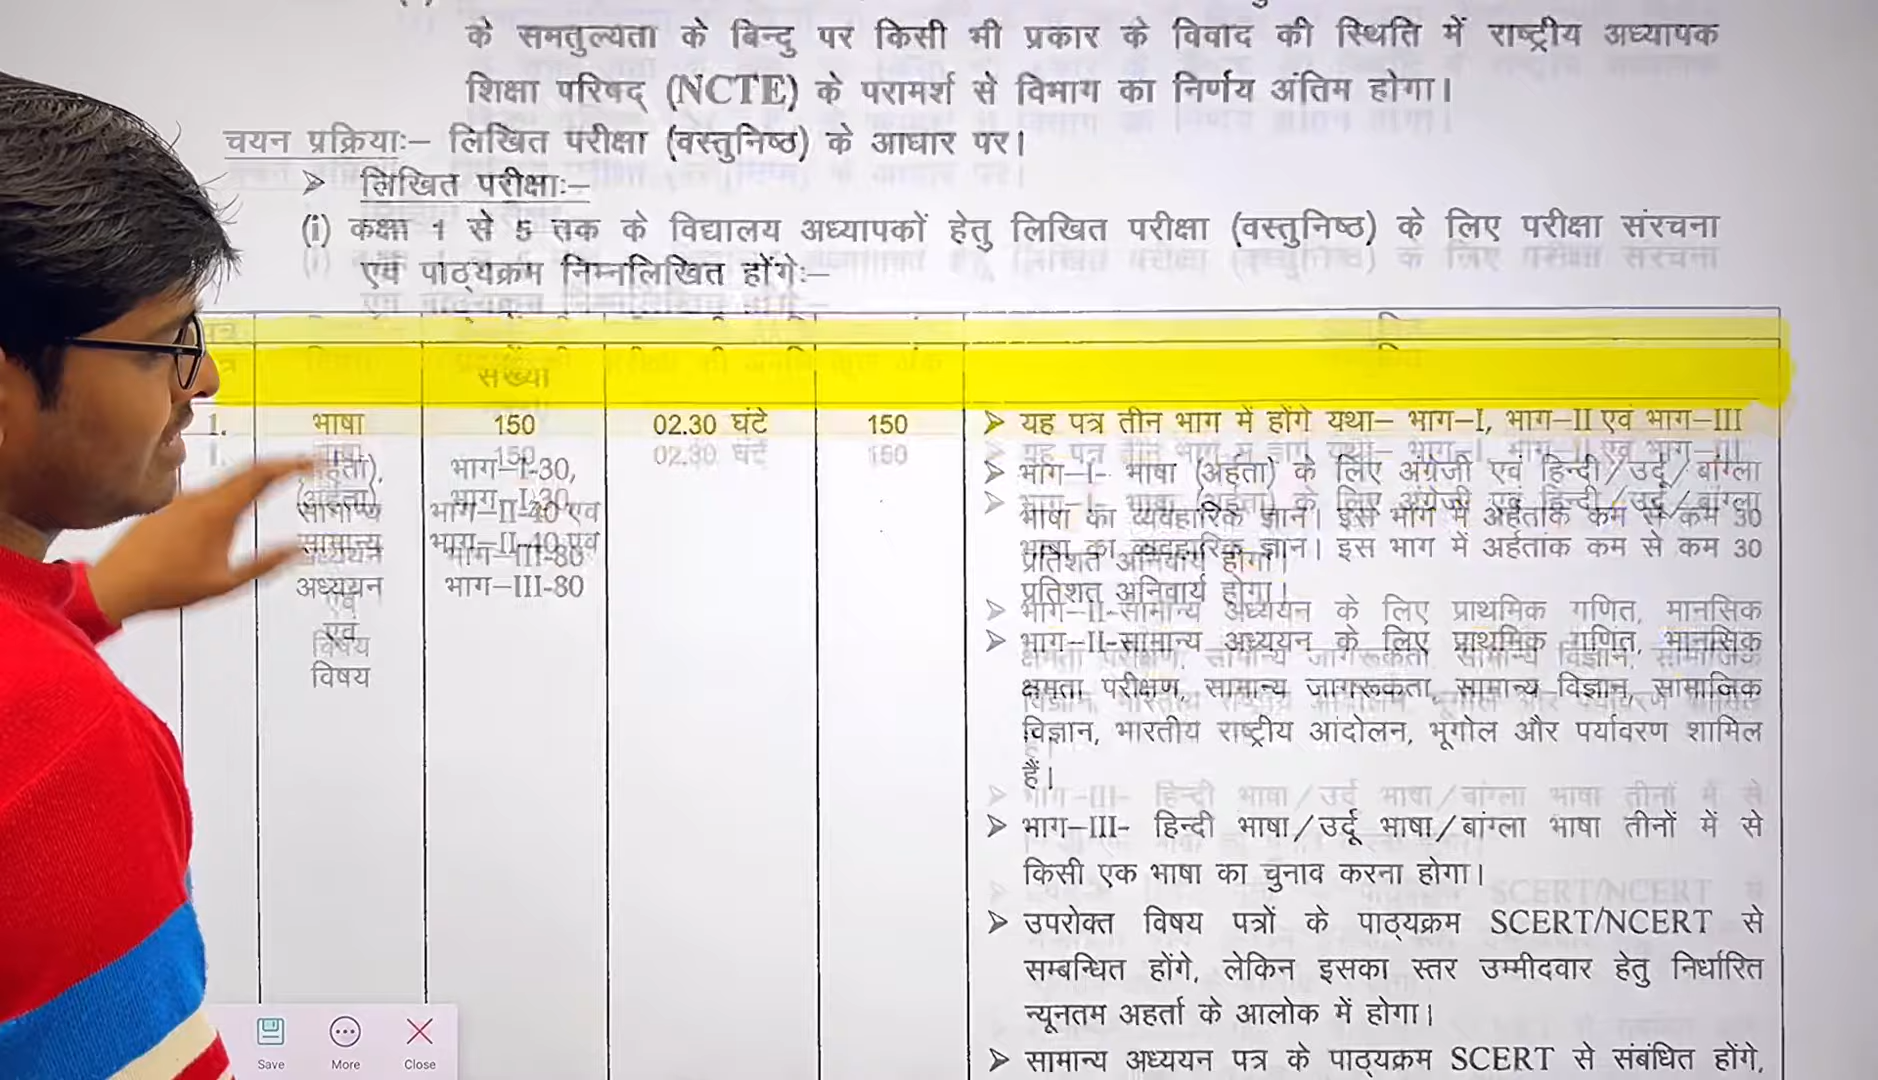 के समतुल्यता के बिन्दु पर किसी भी प्रकार के विवाद की स्थिति में राष्ट्रीय अध्यापक
शिक्षा परिषद् (NCTE) के परामर्श से विभाग का निर्णय अंतिम होगा।
चयन प्रक्रियाः– लिखित परीक्षा (वस्तुनिष्ठ) के आधार पर।
➢ लिखित परीक्षाः–
(i) कक्षा 1 से 5 तक के विद्यालय अध्यापकों हेतु लिखित परीक्षा (वस्तुनिष्ठ) के लिए परीक्षा संरचना
एवं पाठ्यक्रम निम्नलिखित होंगेः–
संख्या
1. भाषा 150 02.30 घंटे 150 ➢ यह पत्र तीन भाग में होंगे यथा– भाग–I, भाग–II एवं भाग–III
(अर्हता), भाग–I-30, ➢ भाग–I- भाषा (अर्हता) के लिए अंग्रेजी एवं हिन्दी/उर्दू/बांग्ला
सामान्य भाग–II-40 एवं भाषा का व्यवहारिक ज्ञान। इस भाग में अर्हतांक कम से कम 30
अध्ययन भाग–III-80 प्रतिशत अनिवार्य होगा।
एवं
विषय
➢ भाग–II-सामान्य अध्ययन के लिए प्राथमिक गणित, मानसिक
क्षमता परीक्षण, सामान्य जागरूकता, सामान्य विज्ञान, सामाजिक
विज्ञान, भारतीय राष्ट्रीय आंदोलन, भूगोल और पर्यावरण शामिल
हैं।
➢ भाग–III- हिन्दी भाषा/उर्दू भाषा/बांग्ला भाषा तीनों में से
किसी एक भाषा का चुनाव करना होगा।
➢ उपरोक्त विषय पत्रों के पाठ्यक्रम SCERT/NCERT से
सम्बन्धित होंगे, लेकिन इसका स्तर उम्मीदवार हेतु निर्धारित
न्यूनतम अहर्ता के आलोक में होगा।
➢ सामान्य अध्ययन पत्र के पाठ्यक्रम SCERT से संबंधित होंगे,
Save More Close